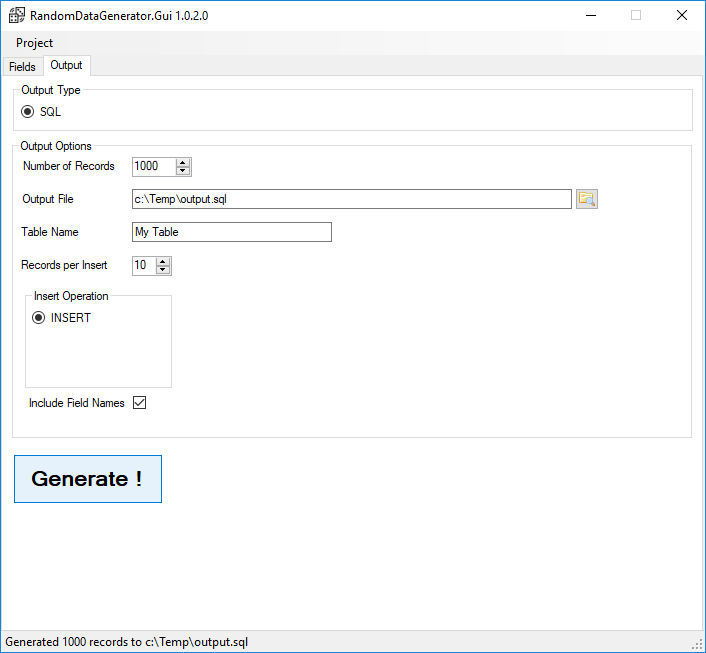 RandomDataGenerator.Gui 1.0.2.0
Project
Fields Output
Output Type
SQL
Output Options
Number of Records 1000
Output File c:\Temp\output.sql
Table Name My Table
Records per Insert 10
Insert Operation
INSERT
Include Field Names
Generate !
Generated 1000 records to c:\Temp\output.sql